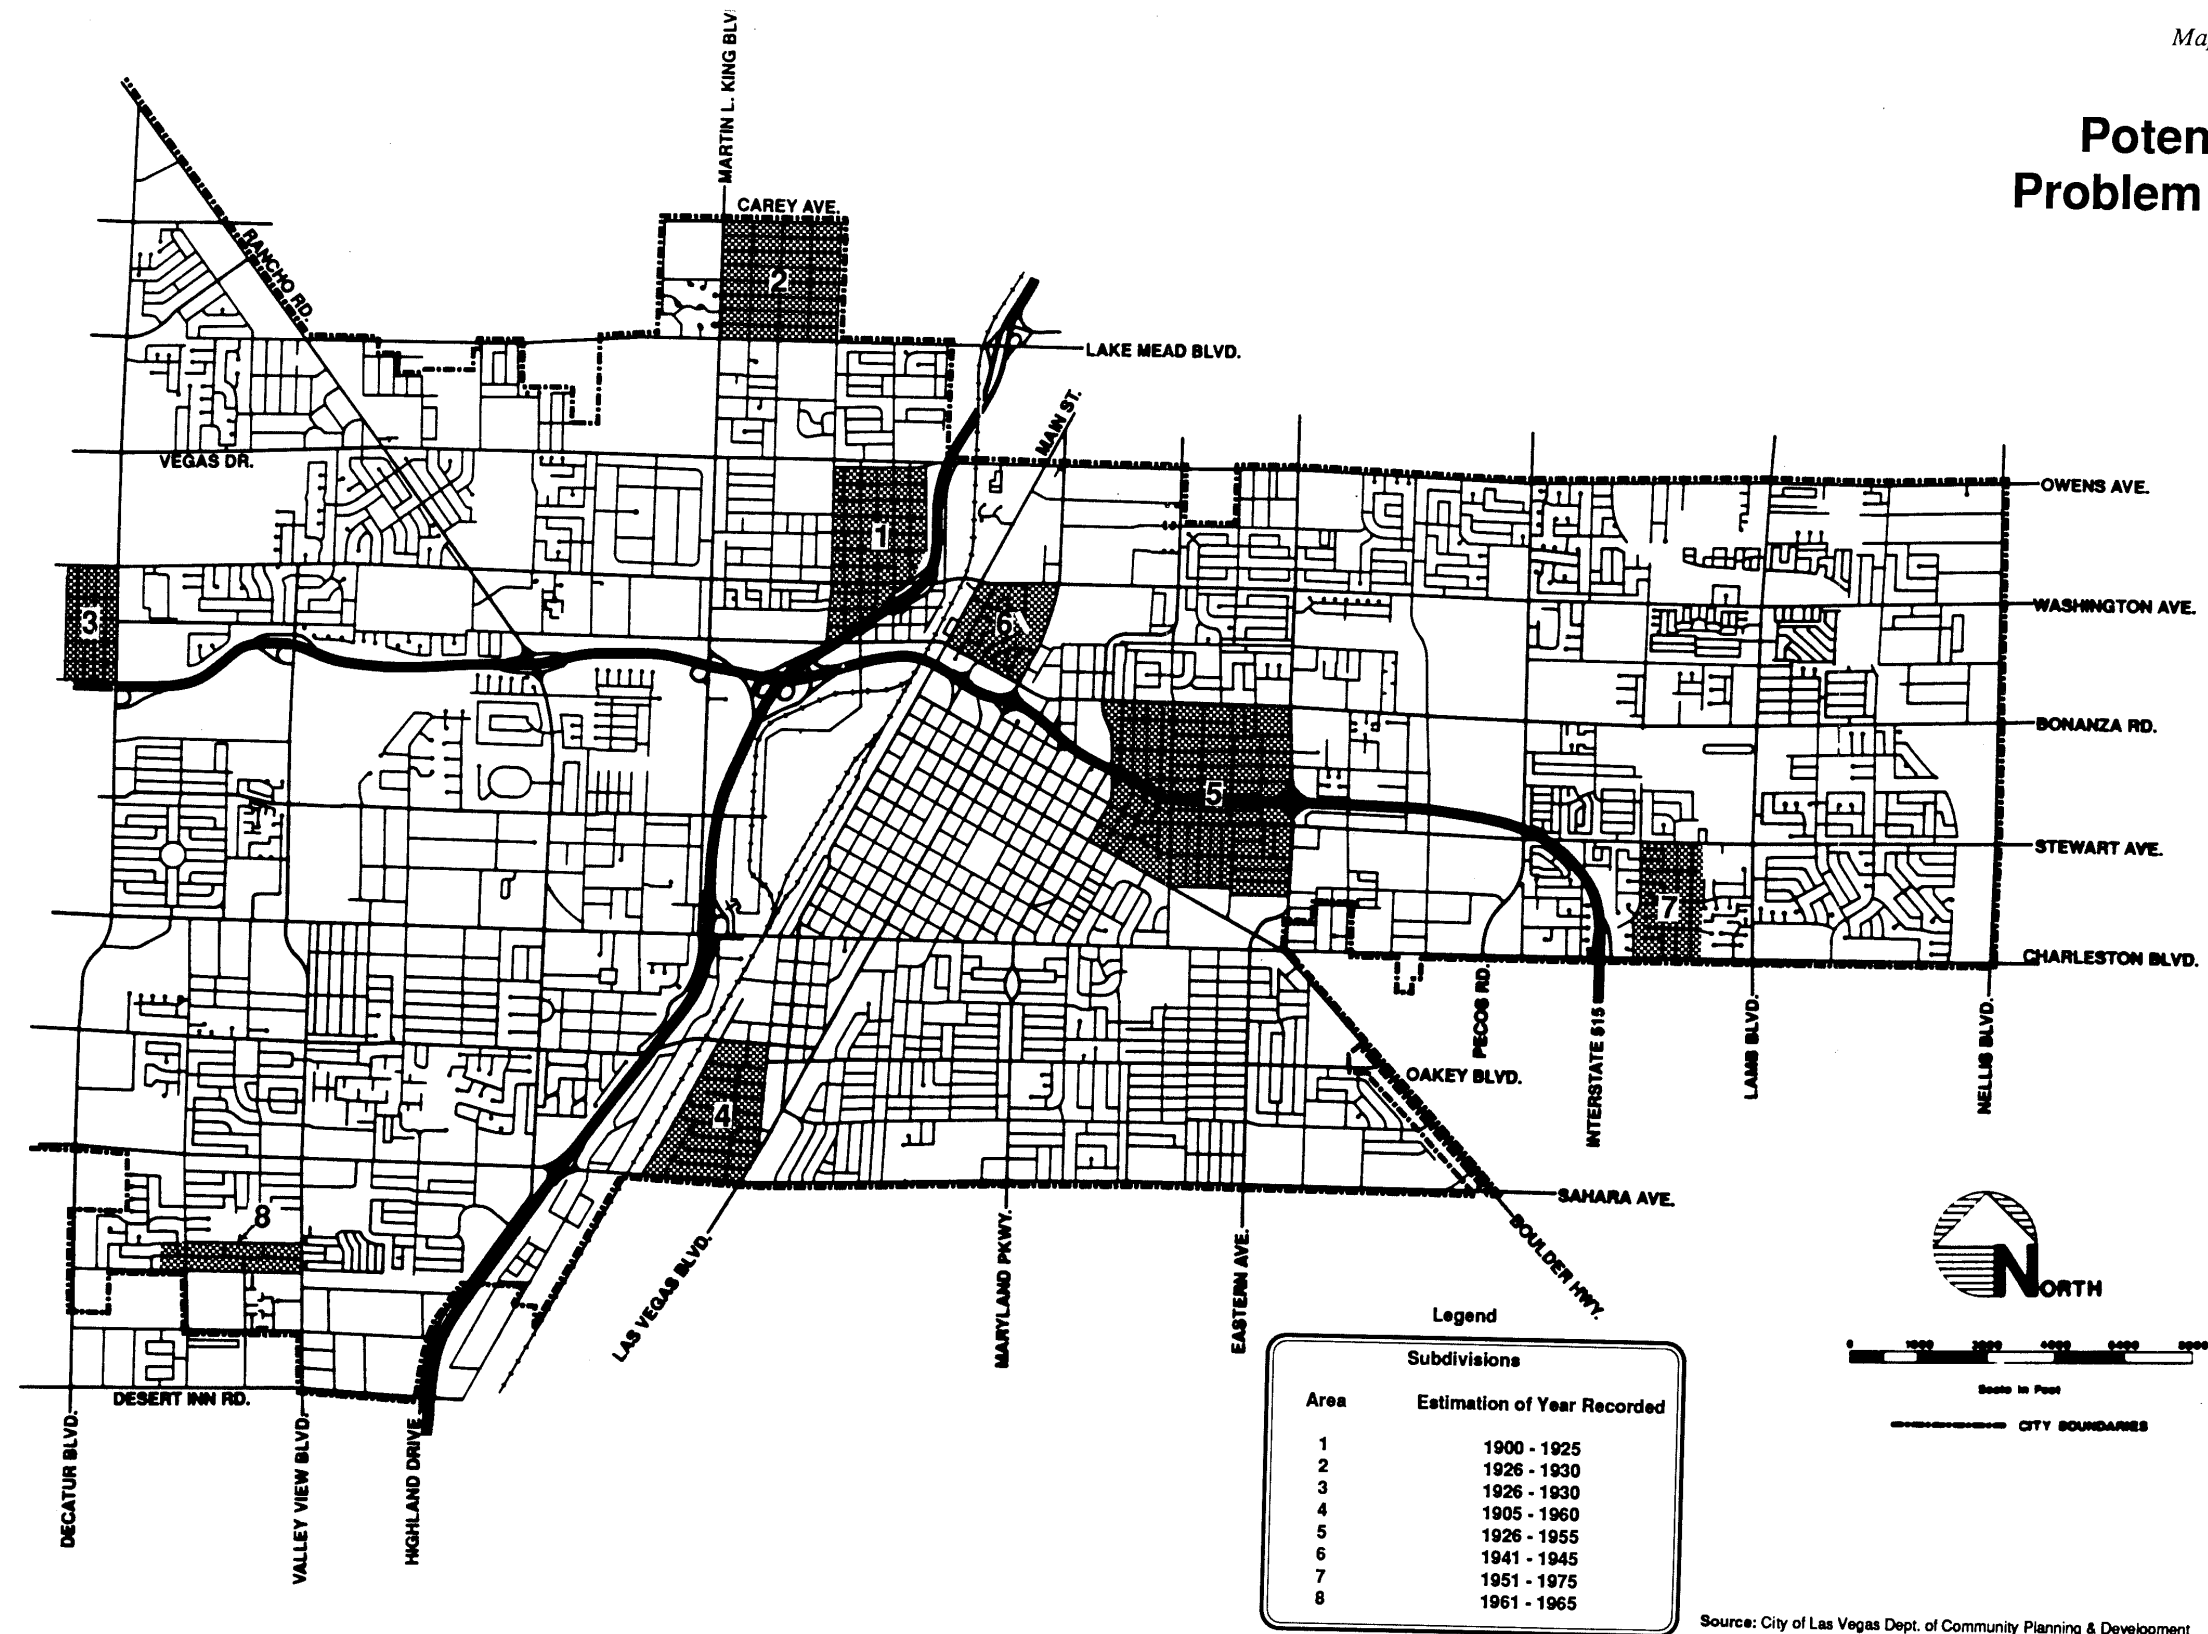 Ma
Poten
Problem
MARTIN L. KING BLV
CAREY AVE.
2
RANCHO RD.
LAKE MEAD BLVD.
MAIN ST.
VEGAS DR.
OWENS AVE.
1
3
6
WASHINGTON AVE.
BONANZA RD.
5
STEWART AVE.
7
CHARLESTON BLVD.
PECOS RD.
INTERSTATE 515
LAMB BLVD.
NELLIS BLVD.
OAKEY BLVD.
4
SAHARA AVE.
8
LAS VEGAS BLVD.
MARYLAND PKWY.
EASTERN AVE.
BOULDER HWY.
DESERT INN RD.
DECATUR BLVD.
VALLEY VIEW BLVD.
HIGHLAND DRIVE
NORTH
Scale in Feet
CITY BOUNDARIES
Legend
Subdivisions
Area Estimation of Year Recorded
1 1900 - 1925
2 1926 - 1930
3 1926 - 1930
4 1905 - 1960
5 1926 - 1955
6 1941 - 1945
7 1951 - 1975
8 1961 - 1965
Source: City of Las Vegas Dept. of Community Planning & Development